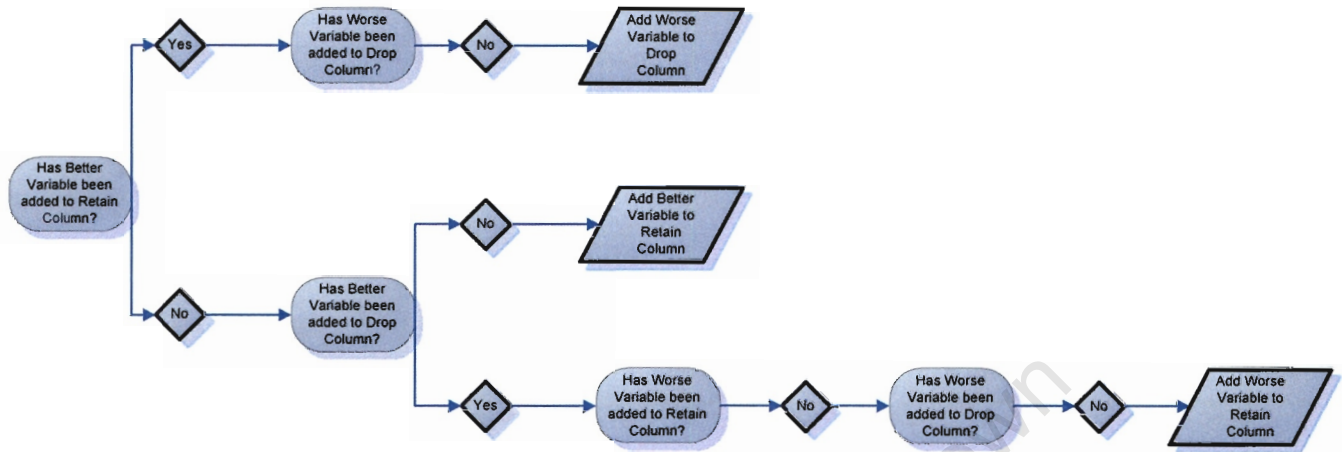 Yes
Has Worse
Variable been
added to Drop
Column?
No
Add Worse
Variable to
Drop
Column
Has Better
Variable been
added to Retain
Column?
No
Add Better
Variable to
Retain
Column
No
Has Better
Variable been
added to Drop
Column?
Yes
Has Worse
Variable been
added to Retain
Column?
No
Has Worse
Variable been
added to Drop
Column?
No
Add Worse
Variable to
Retain
Column